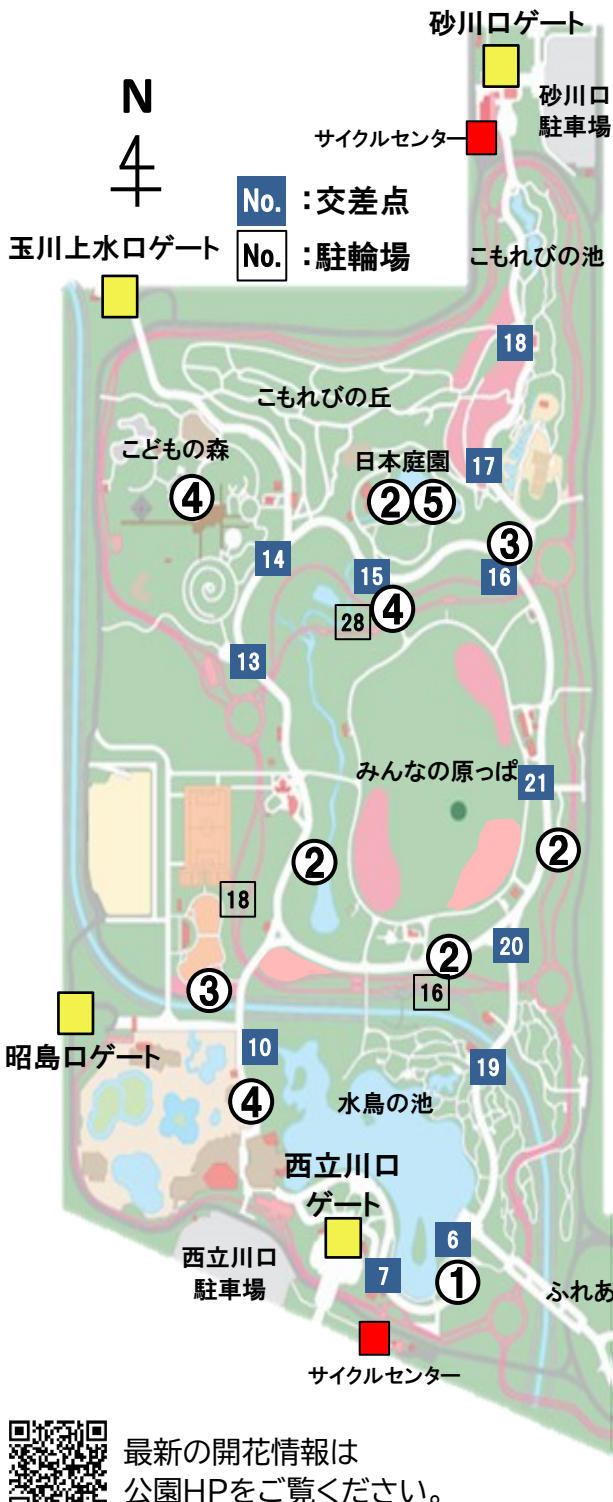 砂川口ゲート
砂川口
駐車場
サイクルセンター
N
No. ：交差点
No. ：駐輪場
玉川上水口ゲート
こもれびの池
18
こもれびの丘
こどもの森
④
日本庭園
②⑤
17
③
14
15
16
④
28
13
みんなの原っぱ
21
②
②
18
20
②
16
③
昭島口ゲート
10
19
④
水鳥の池
西立川口
ゲート
6
7
①
西立川口
駐車場
ふれあ
サイクルセンター
最新の開花情報は
公園HPをご覧ください。